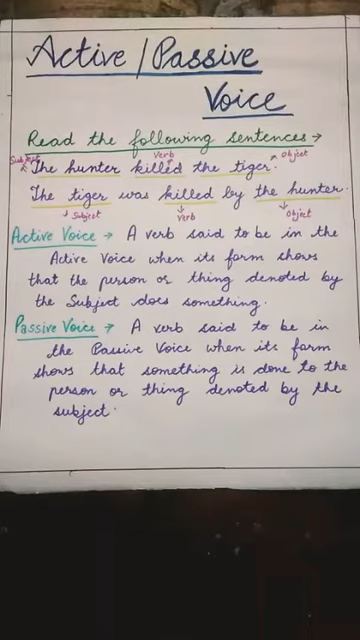 Active / Passive
Voice
Read the following sentences →
Subject Verb Object
The hunter killed the tiger.
The tiger was killed by the hunter.
Subject Verb Object
Active Voice → A verb said to be in the
Active Voice when its form shows
that the person or thing denoted by
the Subject does something.
Passive Voice → A verb said to be in
the Passive Voice when its form
shows that something is done to the
person or thing denoted by the
subject.